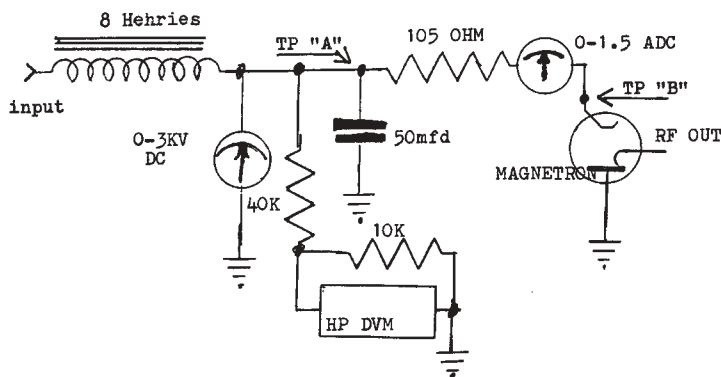 8 Hehries
input
TP "A"
105 OHM
0-1.5 ADC
TP "B"
0-3KV
DC
50mfd
RF OUT
MAGNETRON
40K
10K
HP DVM